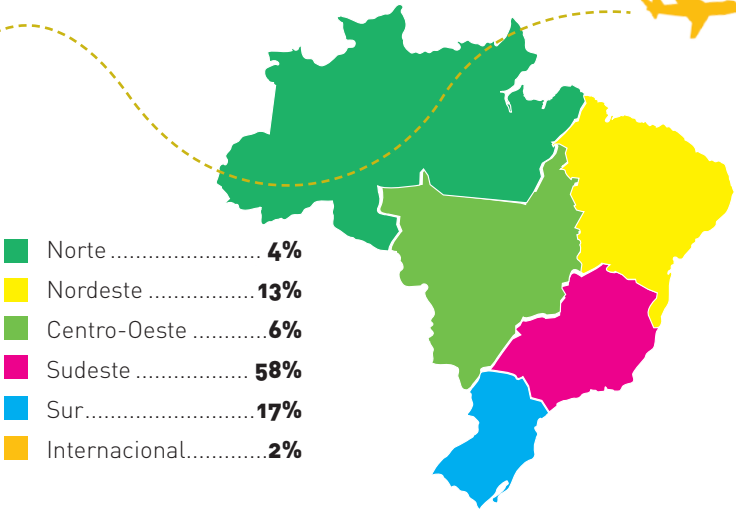 Norte ...................... 4%
Nordeste ................ 13%
Centro-Oeste ........... 6%
Sudeste ................. 58%
Sur......................... 17%
Internacional............ 2%